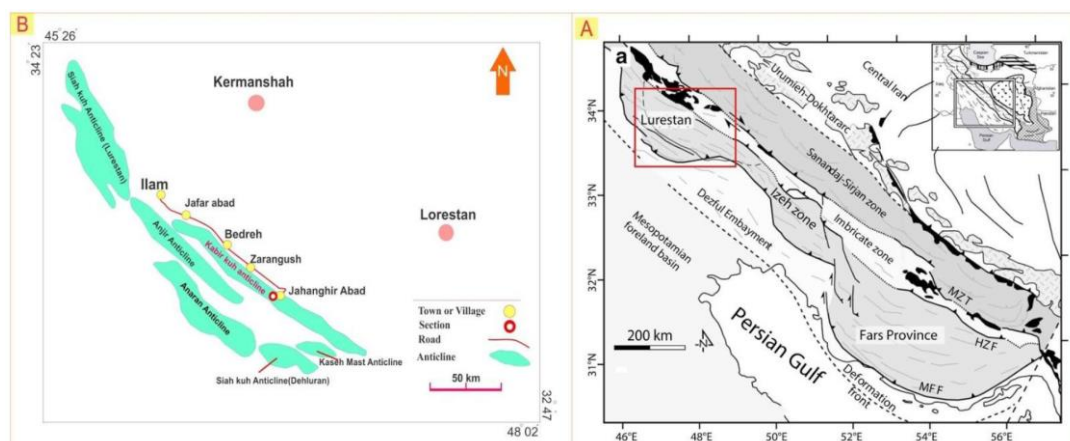 B
45 26
34 23
N
Kermanshah
Siah kuh Anticline (Lurestan)
Ilam
Jafar abad
Lorestan
Bedreh
Anjir Anticline
Kabir kuh anticline
Zarangush
Jahanghir Abad
Anaran Anticline
Town or Village
Section
Road
Anticline
Kaseh Mast Anticline
Siah kuh Anticline(Dehluran)
50 km
32 47
48 02
A
a
Urumieh-Dokhtararc
Central Iran
34°N
Lurestan
Sanandaj-Sirjan zone
33°N
Dezful Embayment
Izeh zone
Imbricate zone
Mesopotamian
foreland basin
32°N
MZT
200 km
N
Persian Gulf
Fars Province
HZF
31°N
Deformation
front
MFF
46°E
48°E
50°E
52°E
54°E
56°E